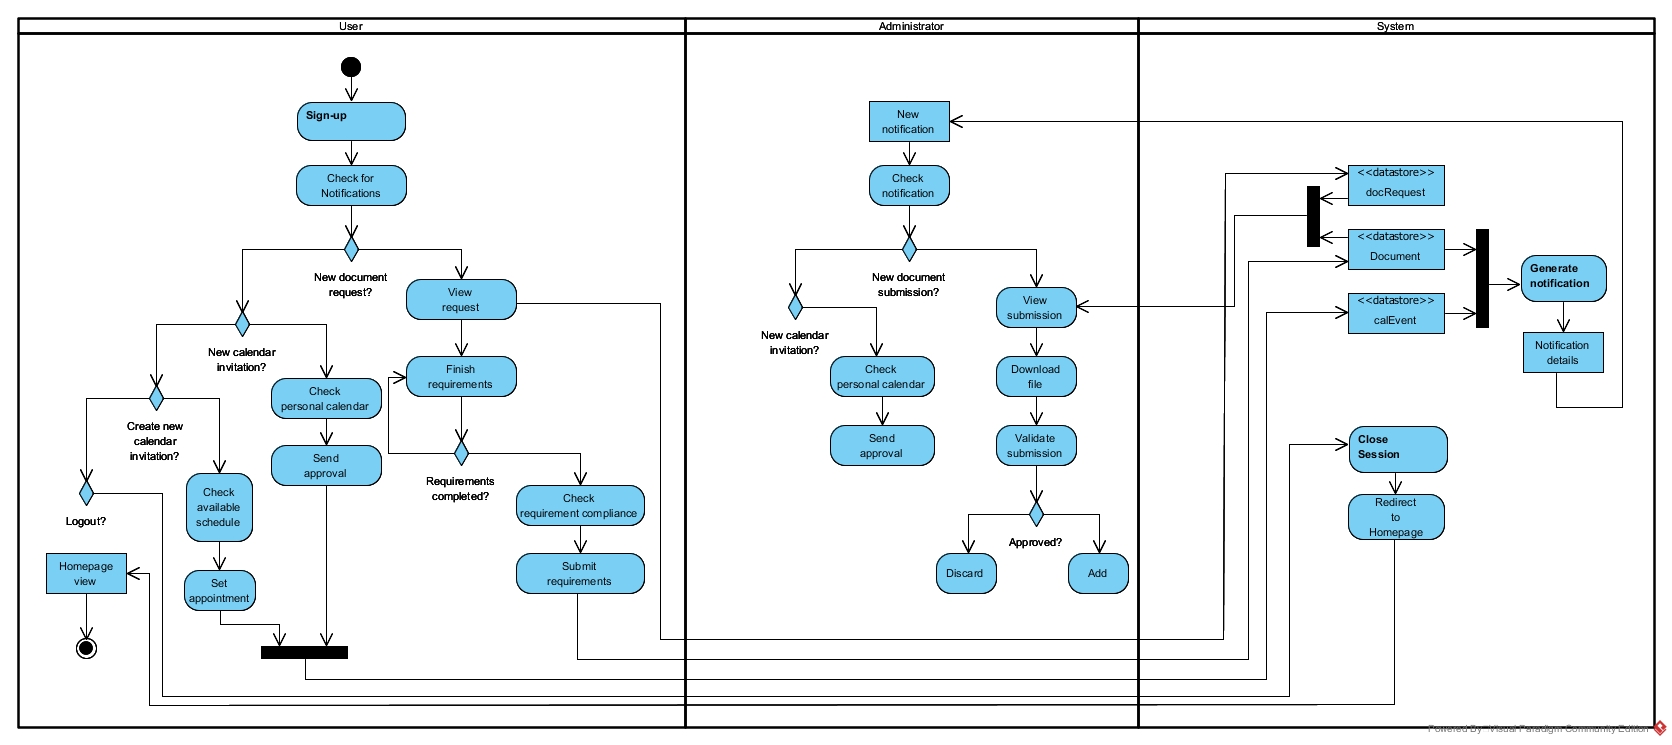 User
Administrator
System
Sign-up
Check for
Notifications
New document
request?
View
request
New calendar
invitation?
Check
personal calendar
Finish
requirements
Create new
calendar
invitation?
Send
approval
Requirements
completed?
Check
available
schedule
Check
requirement compliance
Logout?
Homepage
view
Set
appointment
Submit
requirements
New
notification
Check
notification
New document
submission?
View
submission
New calendar
invitation?
Check
personal calendar
Download
file
Send
approval
Validate
submission
Approved?
Discard
Add
<<datastore>>
docRequest
<<datastore>>
Document
<<datastore>>
calEvent
Generate
notification
Notification
details
Close
Session
Redirect
to
Homepage
Powered By Visual Paradigm Community Edition